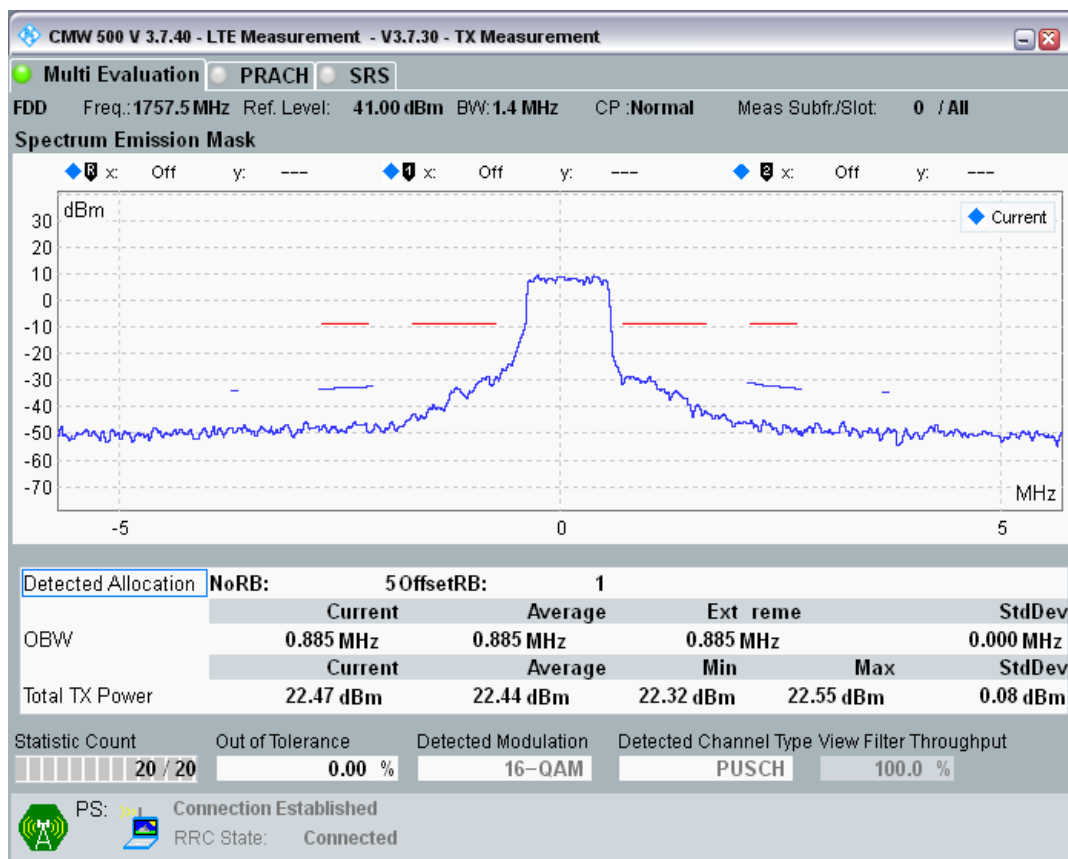 CMW 500 V 3.7.40 - LTE Measurement - V3.7.30 - TX Measurement
Multi Evaluation PRACH SRS
FDD Freq.: 1757.5 MHz Ref. Level: 41.00 dBm BW: 1.4 MHz CP :Normal Meas Subfr./Slot: 0 / All
Spectrum Emission Mask
R x: Off y: --- 1 x: Off y: --- 2 x: Off y: ---
dBm
Current
30
20
10
0
-10
-20
-30
-40
-50
-60
-70
MHz
-5 0 5
Detected Allocation NoRB: 5 OffsetRB: 1
Current Average Ext reme StdDev
OBW 0.885 MHz 0.885 MHz 0.885 MHz 0.000 MHz
Current Average Min Max StdDev
Total TX Power 22.47 dBm 22.44 dBm 22.32 dBm 22.55 dBm 0.08 dBm
Statistic Count Out of Tolerance Detected Modulation Detected Channel Type View Filter Throughput
20 / 20 0.00 % 16-QAM PUSCH 100.0 %
PS: Connection Established
RRC State: Connected